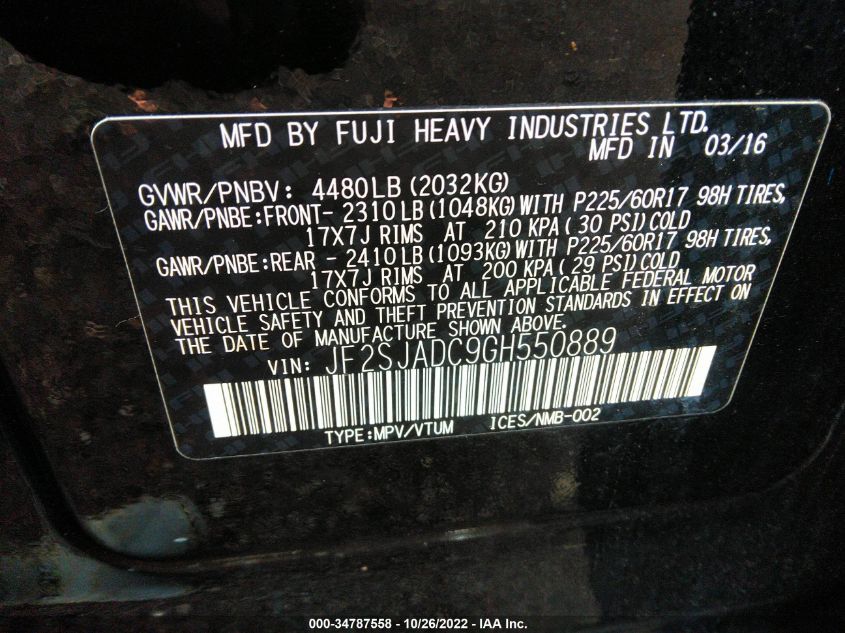 MFD BY FUJI HEAVY INDUSTRIES LTD.
MFD IN 03/16
GVWR/PNBV: 4480LB (2032KG)
GAWR/PNBE:FRONT- 2310LB (1048KG) WITH P225/60R17 98H TIRES,
17X7J RIMS AT 210 KPA ( 30 PSI) COLD
GAWR/PNBE:REAR - 2410LB (1093KG) WITH P225/60R17 98H TIRES,
17X7J RIMS AT 200 KPA ( 29 PSI) COLD
THIS VEHICLE CONFORMS TO ALL APPLICABLE FEDERAL MOTOR
VEHICLE SAFETY AND THEFT PREVENTION STANDARDS IN EFFECT ON
THE DATE OF MANUFACTURE SHOWN ABOVE.
VIN: JF2SJADC9GH550889
TYPE:MPV/VTUM ICES/NMB-002
000-34787558 - 10/26/2022 - IAA Inc.